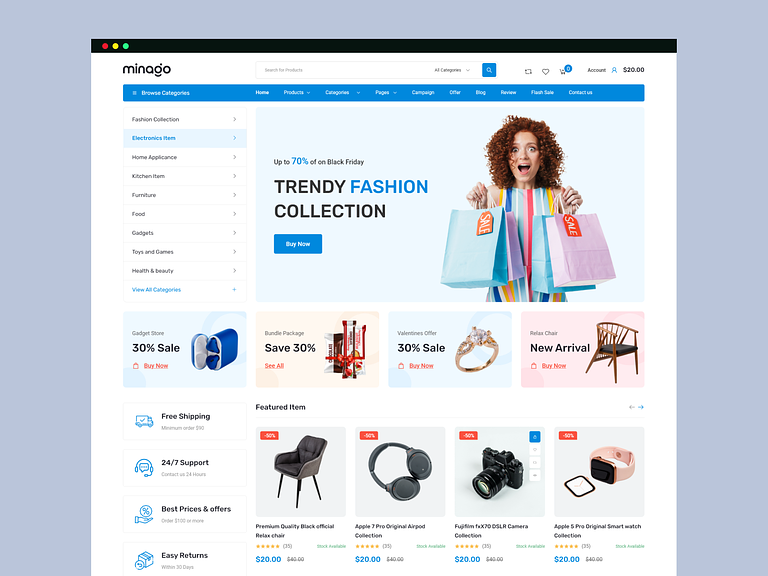 minago
Search for Products
All Categories
0
Account
$20.00
Browse Categories
Home
Products
Categories
Pages
Campaign
Offer
Blog
Review
Flash Sale
Contact us
Fashion Collection
Electronics Item
Home Applicance
Kitchen Item
Furniture
Food
Gadgets
Toys and Games
Health & beauty
View All Categories
Up to 70% of on Black Friday
TRENDY FASHION
COLLECTION
Buy Now
SALE
SALE
Gadget Store
30% Sale
Buy Now
Bundle Package
Save 30%
See All
Valentines Offer
30% Sale
Buy Now
Relax Chair
New Arrival
Buy Now
Free Shipping
Minimum order $90
24/7 Support
Contact us 24 Hours
Best Prices & offers
Order $100 or more
Easy Returns
Within 30 Days
Featured Item
-50%
Premium Quality Black official
Relax chair
(35)
Stock Available
$20.00 $40.00
-50%
Apple 7 Pro Original Airpod
Collection
(35)
Stock Available
$20.00 $40.00
-50%
Fujifilm fxX70 DSLR Camera
Collection
(35)
Stock Available
$20.00 $40.00
-50%
Apple 5 Pro Original Smart watch
Collection
(35)
Stock Available
$20.00 $40.00